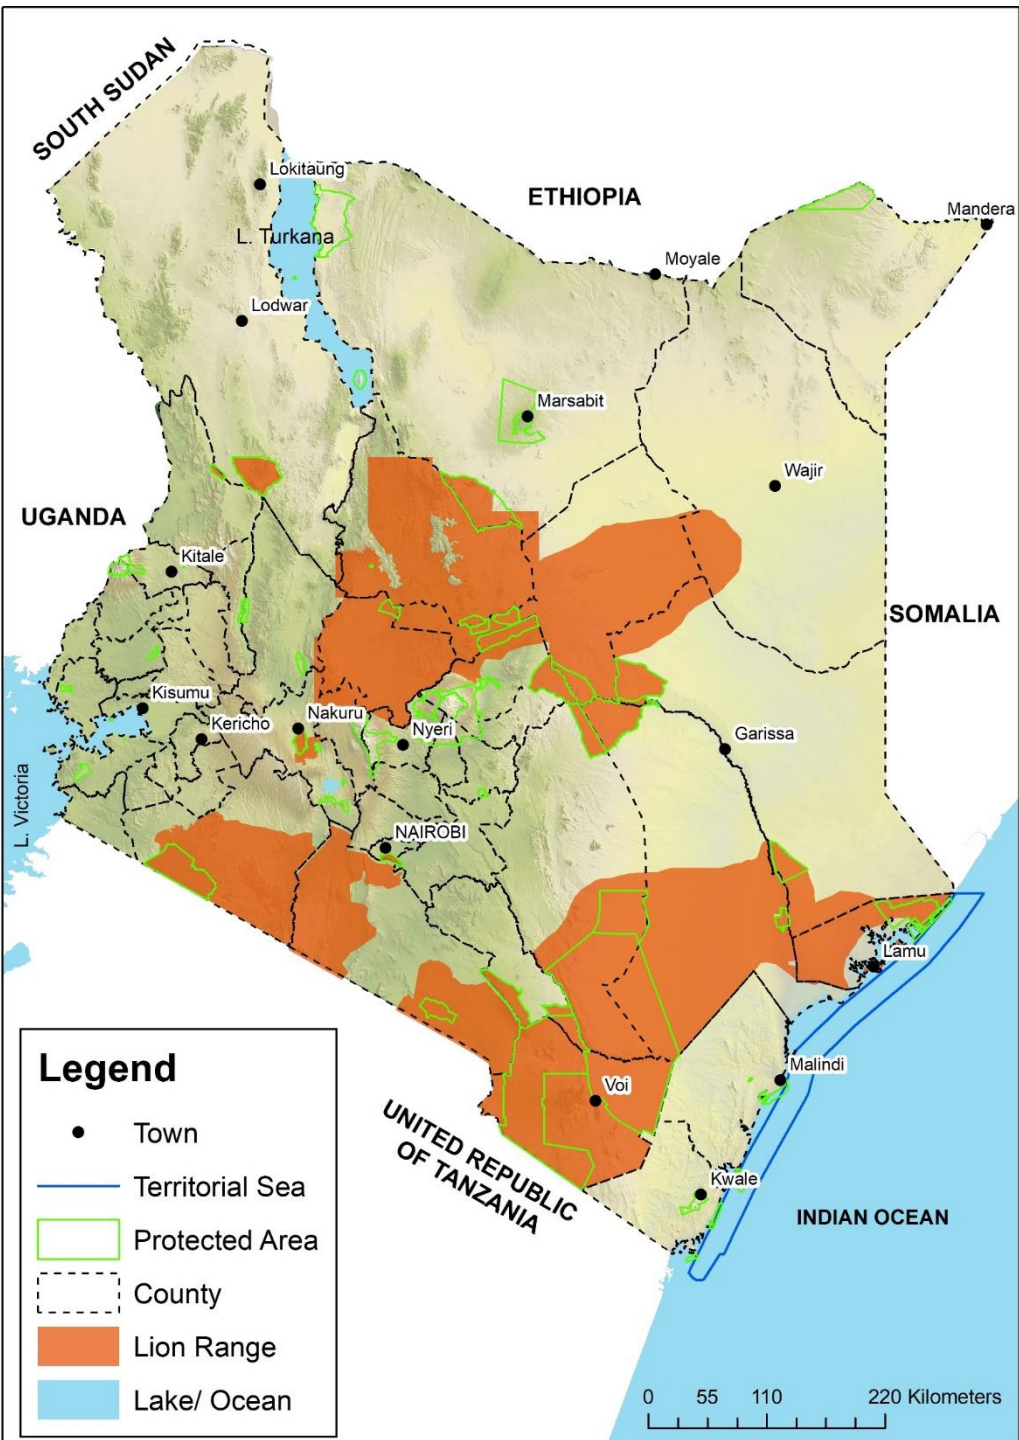 SOUTH SUDAN
Lokitaung
ETHIOPIA
Mandera
L. Turkana
Moyale
Lodwar
Marsabit
Wajir
UGANDA
Kitale
SOMALIA
Kisumu
Kericho
Nakuru
Nyeri
Garissa
L. Victoria
NAIROBI
Lamu
Malindi
Voi
UNITED REPUBLIC
OF TANZANIA
Kwale
INDIAN OCEAN
Legend
Town
Territorial Sea
Protected Area
County
Lion Range
Lake/ Ocean
0 55 110 220 Kilometers